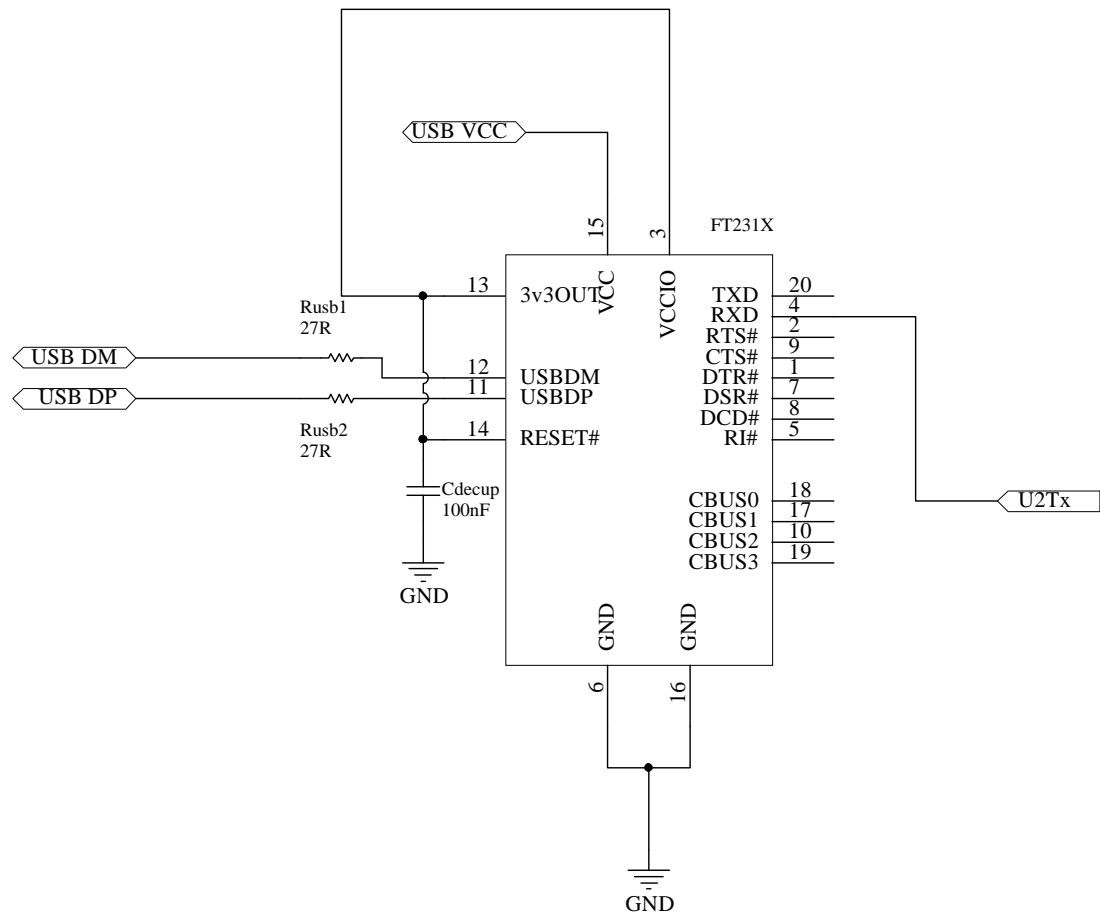 USB VCC
15
3
FT231X
VCC
VCCIO
13
3v3OUT
TXD
20
Rusb1
27R
RXD
4
RTS#
2
USB DM
CTS#
9
12
USBDM
DTR#
1
USB DP
11
USBDP
DSR#
7
DCD#
8
Rusb2
27R
14
RESET#
RI#
5
Cdecup
100nF
CBUS0
18
U2Tx
CBUS1
17
CBUS2
10
CBUS3
19
GND
GND
GND
6
16
GND